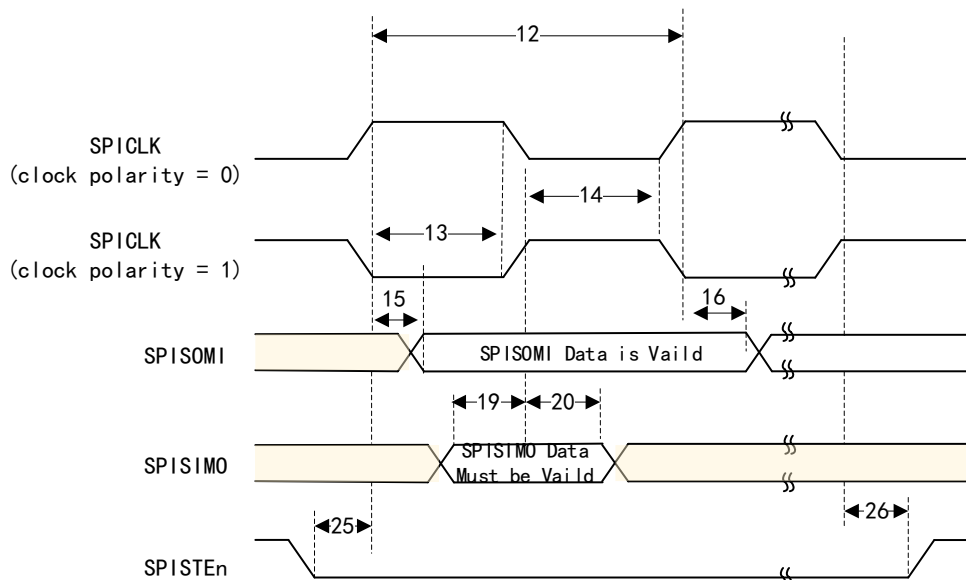 12
SPICLK
(clock polarity = 0)
14
13
SPICLK
(clock polarity = 1)
15
16
SPISOMI
SPISOMI Data is Vaild
19
20
SPISIMO
SPISIMO Data
Must be Vaild
25
26
SPISTEn